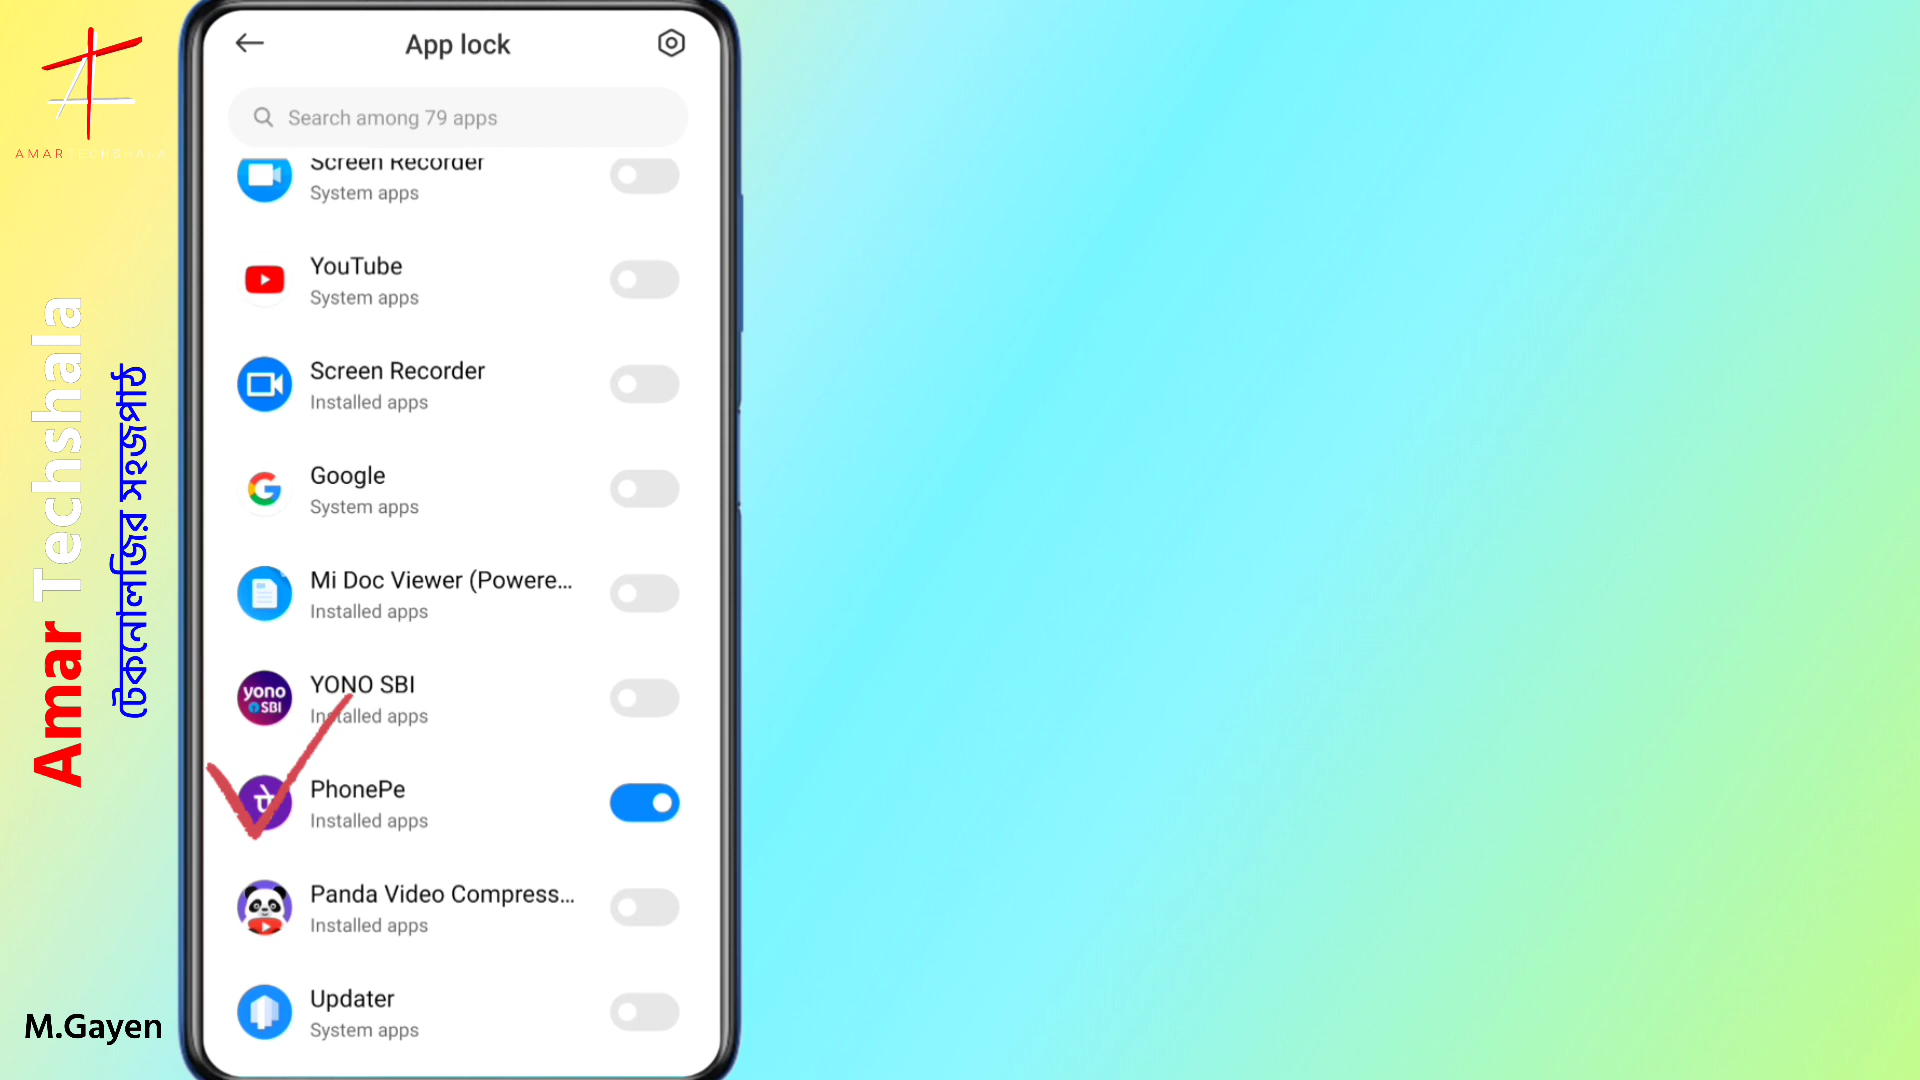 AMAR TECHSHALA
Amar Techshala
টেকনোলজির সহজপাঠ
M.Gayen
App lock
Search among 79 apps
Screen Recorder
System apps
YouTube
System apps
Screen Recorder
Installed apps
Google
System apps
Mi Doc Viewer (Powere...
Installed apps
yono
SBI
YONO SBI
Installed apps
पे
PhonePe
Installed apps
Panda Video Compress...
Installed apps
Updater
System apps